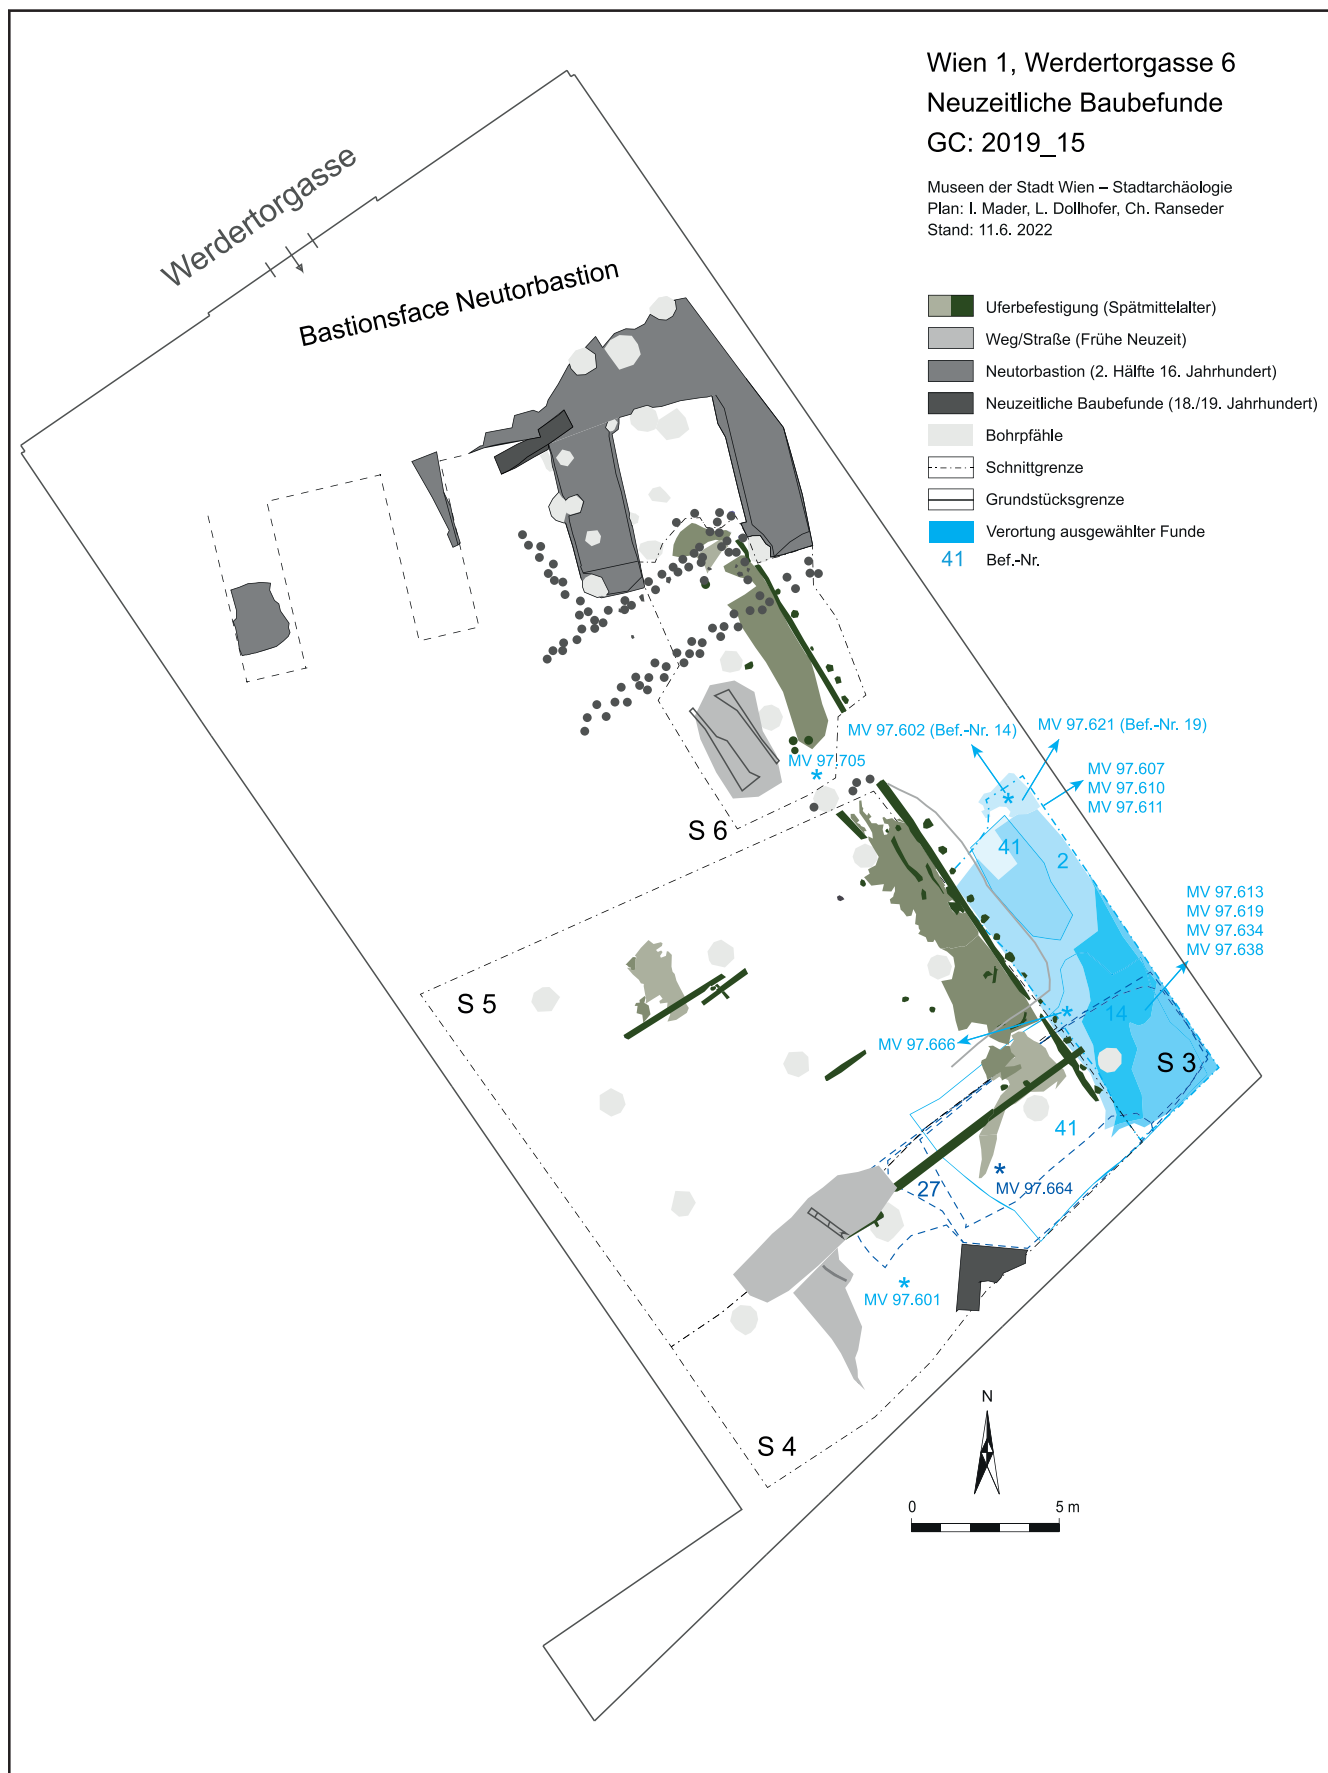 Wien 1, Werdertorgasse 6
Neuzeitliche Baubefunde
GC: 2019_15
Museen der Stadt Wien – Stadtarchäologie
Plan: I. Mader, L. Dollhofer, Ch. Ranseder
Stand: 11.6. 2022
Uferbefestigung (Spätmittelalter)
Weg/Straße (Frühe Neuzeit)
Neutorbastion (2. Hälfte 16. Jahrhundert)
Neuzeitliche Baubefunde (18./19. Jahrhundert)
Bohrpfähle
Schnittgrenze
Grundstücksgrenze
Verortung ausgewählter Funde
41 Bef.-Nr.
Werdertorgasse
Bastionsface Neutorbastion
MV 97.602 (Bef.-Nr. 14)
MV 97.621 (Bef.-Nr. 19)
MV 97.705
*
MV 97.607
MV 97.610
MV 97.611
*
S 6
41
2
MV 97.613
MV 97.619
MV 97.634
MV 97.638
S 5
*
14
MV 97.666
S 3
41
*
27
MV 97.664
*
MV 97.601
S 4
N
0 5 m